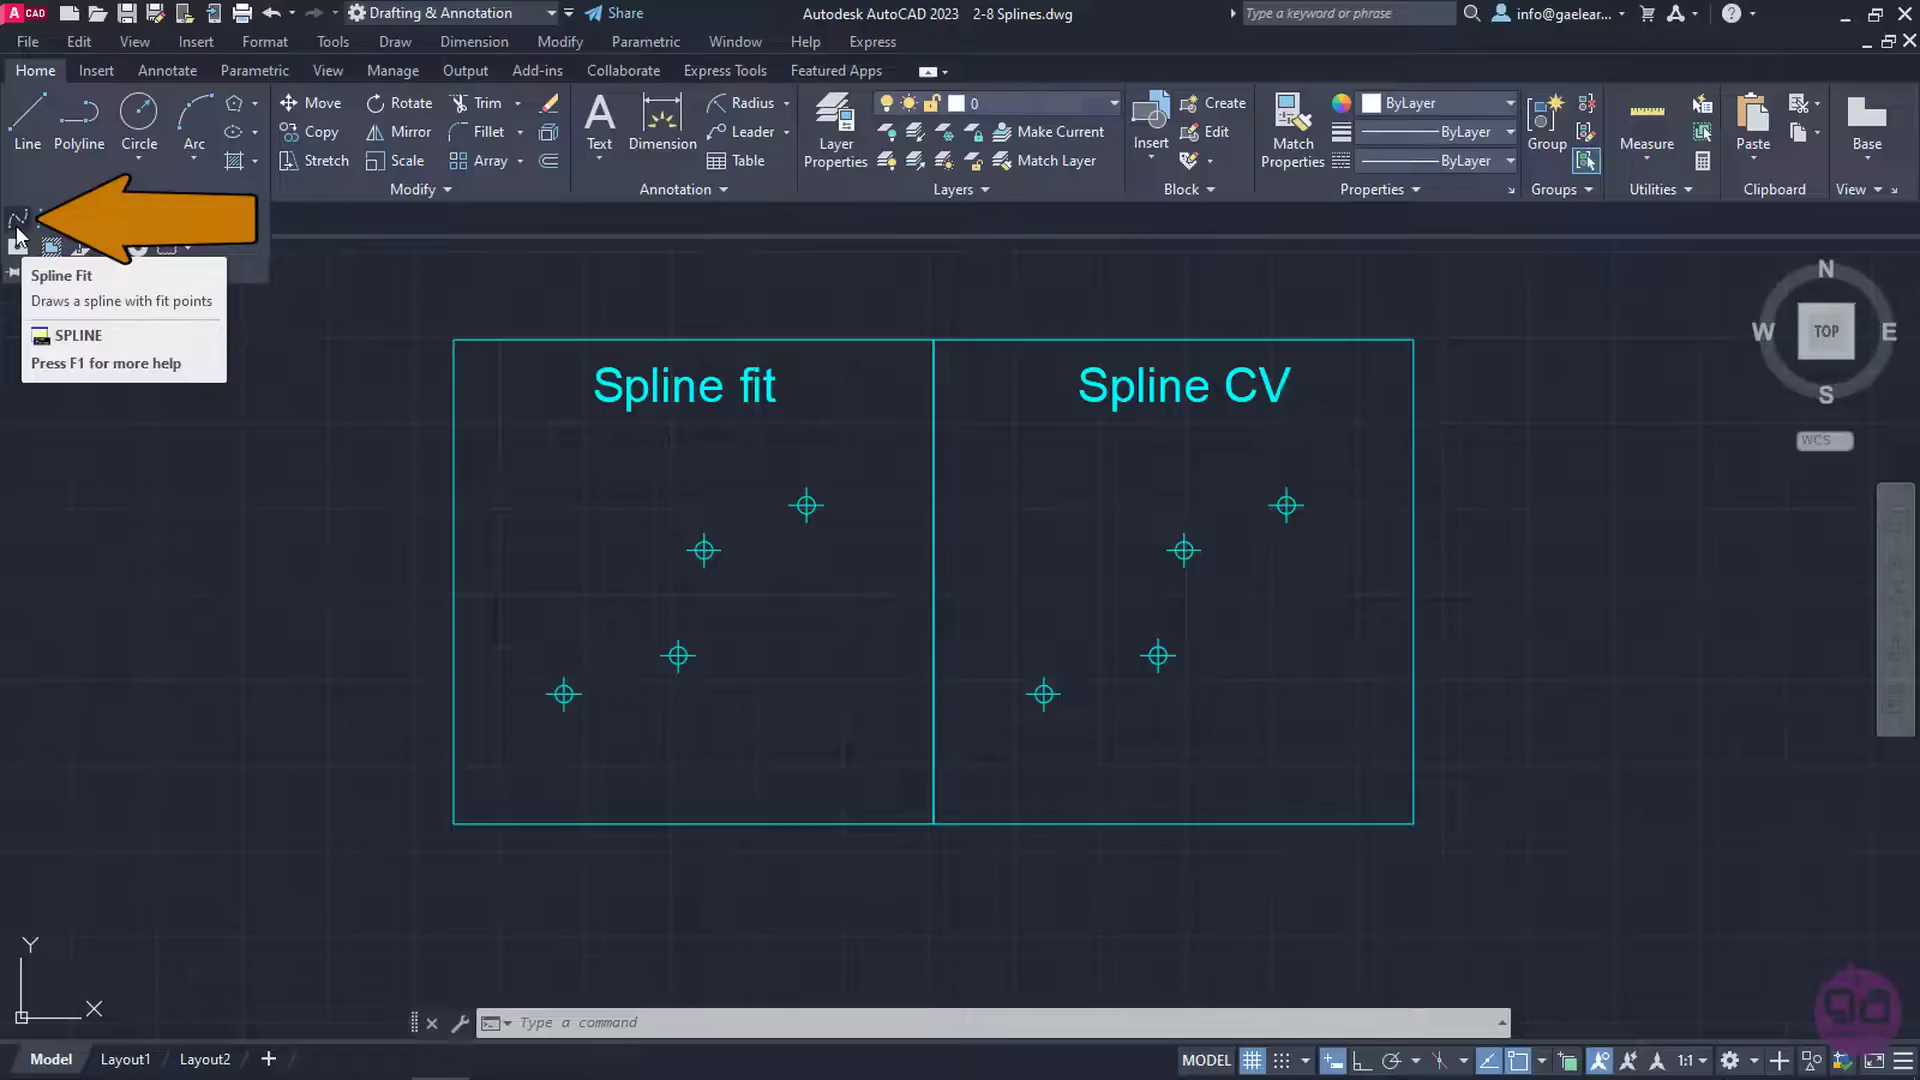 A CAD
Drafting & Annotation
Share
Autodesk AutoCAD 2023 2-8 Splines.dwg
Type a keyword or phrase
info@gaelear...
File Edit View Insert Format Tools Draw Dimension Modify Parametric Window Help Express
Home Insert Annotate Parametric View Manage Output Add-ins Collaborate Express Tools Featured Apps
Line Polyline Circle Arc
Move Rotate Trim
Copy Mirror Fillet
Stretch Scale Array
Modify
Text Dimension
Radius
Leader
Table
Annotation
Layer Properties
0
Make Current
Match Layer
Layers
Insert
Create
Edit
Block
Match Properties
ByLayer
ByLayer
ByLayer
Properties
Group
Groups
Measure
Utilities
Paste
Clipboard
Base
View
Spline Fit
Draws a spline with fit points
SPLINE
Press F1 for more help
Spline fit
Spline CV
N
W TOP E
S
WCS
Y
X
Type a command
ga
Model Layout1 Layout2
MODEL
1:1